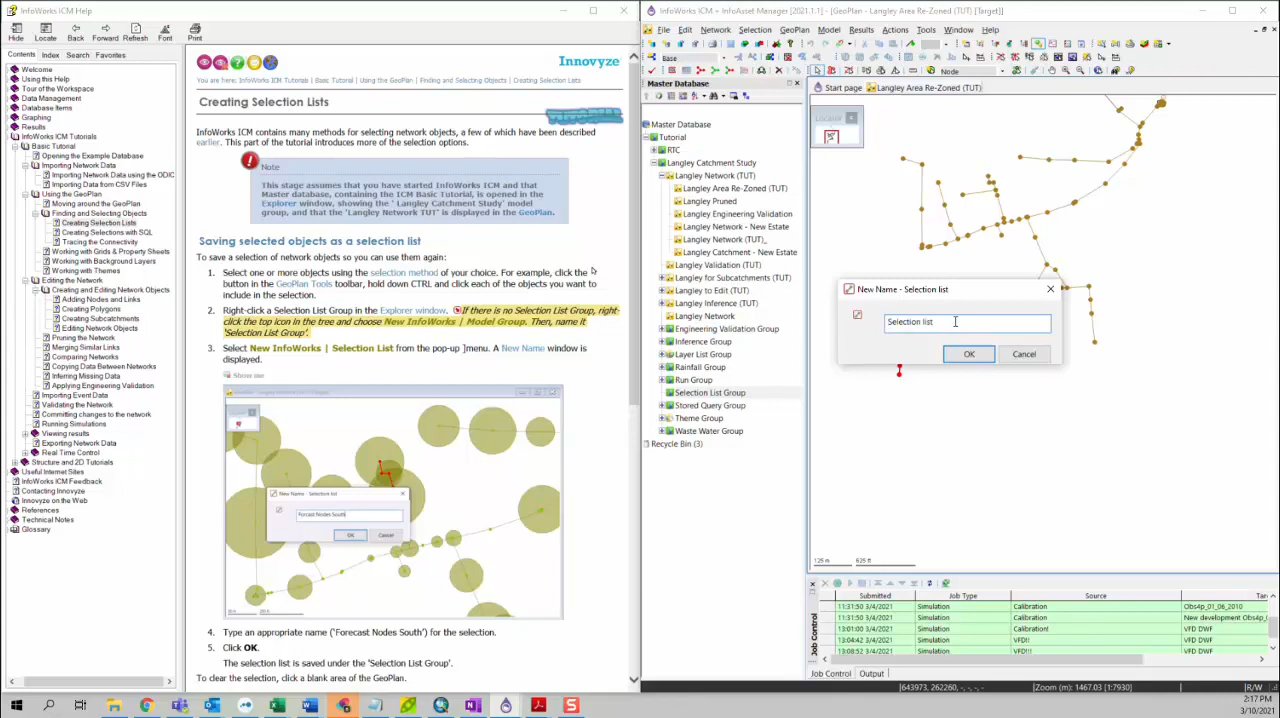 InfoWorks ICM Help
Hide
Locate
Back
Forward
Refresh
Font
Print
Contents
Index
Search
Favorites
Welcome
Using this Help
Tour of the Workspace
Data Management
Database Items
Graphing
Results
InfoWorks ICM Tutorials
Basic Tutorial
Opening the Example Database
Importing Network Data
Importing Network Data using the ODIC
Import Data from CSV Files
Using the GeoPlan
Moving around the GeoPlan
Finding and Selecting Objects
Creating Selection Lists
Creating Selections with SQL
Tracing the Connectivity
Working with Grids & Property Sheets
Working with Background Layers
Working with Themes
Editing the Network
Creating and Editing Network Objects
Adding Nodes and Links
Creating Polygons
Creating Subcatchments
Editing Network Objects
Pruning the Network
Merging Similar Links
Comparing Networks
Copying Data Between Networks
Inferring Missing Data
Applying Engineering Validation
Importing Event Data
Validating the Network
Committing changes to the network
Running Simulations
Viewing results
Exporting Network Data
Real Time Control
Structure and 2D Tutorials
Useful Internet Sites
InfoWorks ICM Feedback
Contacting Innovyze
Innovyze on the Web
References
Technical Notes
Glossary
Innovyze
You are here: InfoWorks ICM Tutorials | Basic Tutorial | Using the GeoPlan | Finding and Selecting Objects | Creating Selection Lists
Creating Selection Lists
InfoWorks ICM contains many methods for selecting network objects, a few of which have been described
earlier. This part of the tutorial introduces more of the selection options.
Note
This stage assumes that you have started InfoWorks ICM and that
Master database, containing the ICM Basic Tutorial, is opened in the
Explorer window, showing the ' Langley Catchment Study' model
group, and that the 'Langley Network TUT' is displayed in the GeoPlan.
Saving selected objects as a selection list
To save a selection of network objects so you can use them again:
1. Select one or more objects using the selection method of your choice. For example, click the
button in the GeoPlan Tools toolbar, hold down CTRL and click each of the objects you want to
include in the selection.
2. Right-click a Selection List Group in the Explorer window. If there is no Selection List Group, right-
click the top icon in the tree and choose New InfoWorks | Model Group. Then, name it
'Selection List Group'.
3. Select New InfoWorks | Selection List from the pop-up ]menu. A New Name window is
displayed.
Show me
New Name - Selection list
Forcast Nodes South
OK
Cancel
4. Type an appropriate name ('Forecast Nodes South') for the selection.
5. Click OK.
The selection list is saved under the 'Selection List Group'.
To clear the selection, click a blank area of the GeoPlan.
InfoWorks ICM + InfoAsset Manager [2021.1.1] - [GeoPlan - Langley Area Re-Zoned (TUT) [Target]]
File
Edit
Network
Selection
GeoPlan
Model
Results
Actions
Tools
Window
Help
Base
Node
Master Database
Master Database
Tutorial
RTC
Langley Catchment Study
Langley Network (TUT)
Langley Area Re-Zoned (TUT)
Langley Pruned
Langley Engineering Validation
Langley Network - New Estate
Langley Network (TUT)_
Langley Catchment - New Estate
Langley Validation (TUT)
Langley for Subcatchments (TUT)
Langley to Edit (TUT)
Langley Inference (TUT)
Langley Network
Engineering Validation Group
Inference Group
Layer List Group
Rainfall Group
Run Group
Selection List Group
Stored Query Group
Theme Group
Waste Water Group
Recycle Bin (3)
Start page
Langley Area Re-Zoned (TUT)
Locator
New Name - Selection list
Selection list
OK
Cancel
125 m
625 ft
Job Control
Submitted
Job Type
Source
11:31:50 3/4/2021
Simulation
Calibration
Obs4p_01_06_2010
11:31:50 3/4/2021
Simulation
Calibration
New development Obs4p_
13:01:00 3/4/2021
Simulation
Calibration!
VFD DWF
13:04:42 3/4/2021
Simulation
VFD!!
VFD DWF
13:08:52 3/4/2021
Simulation
VFD!!!
VFD DWF
Job Control
Output
643973, 262260, -, -, -, -
Zoom (m): 1467.03 (1:7930)
R/W
2:17 PM
3/10/2021